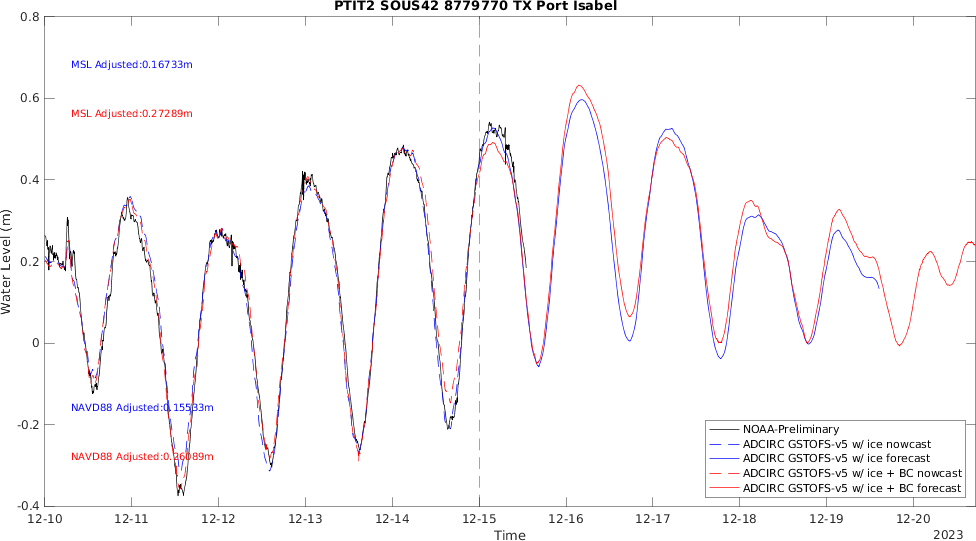 PTIT2 SOUS42 8779770 TX Port Isabel
0.8
MSL Adjusted:0.16733m
0.6
MSL Adjusted:0.27289m
0.4
0.2
Water Level (m)
0
NAVD88 Adjusted:0.15533m
-0.2
NAVD88 Adjusted:0.26089m
-0.4
NOAA-Preliminary
ADCIRC GSTOFS-v5 w/ ice nowcast
ADCIRC GSTOFS-v5 w/ ice forecast
ADCIRC GSTOFS-v5 w/ ice + BC nowcast
ADCIRC GSTOFS-v5 w/ ice + BC forecast
12-10 12-11 12-12 12-13 12-14 12-15 12-16 12-17 12-18 12-19 12-20
Time
2023